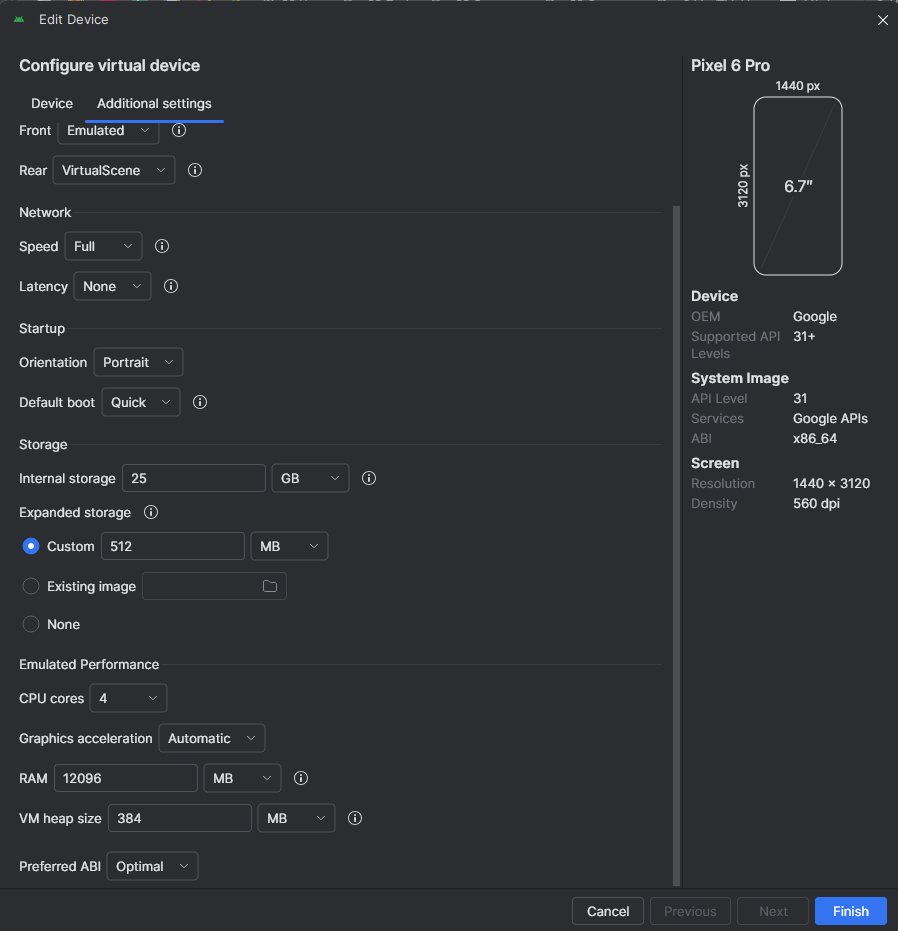 Edit Device
Configure virtual device
Device Additional settings
Front Emulated
Rear VirtualScene
Network
Speed Full
Latency None
Startup
Orientation Portrait
Default boot Quick
Storage
Internal storage 25 GB
Expanded storage
Custom 512 MB
Existing image
None
Emulated Performance
CPU cores 4
Graphics acceleration Automatic
RAM 12096 MB
VM heap size 384 MB
Preferred ABI Optimal
Pixel 6 Pro
1440 px
3120 px
6.7"
Device
OEM Google
Supported API 31+
Levels
System Image
API Level 31
Services Google APIs
ABI x86_64
Screen
Resolution 1440 × 3120
Density 560 dpi
Cancel Previous Next Finish